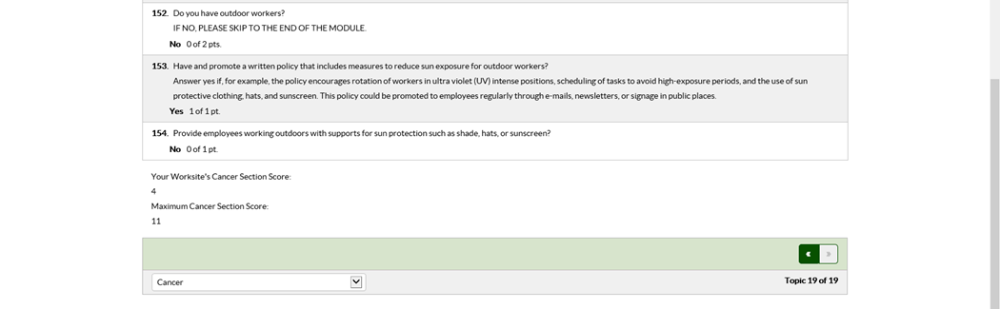 152. Do you have outdoor workers?
IF NO, PLEASE SKIP TO THE END OF THE MODULE.
No 0 of 2 pts.
153. Have and promote a written policy that includes measures to reduce sun exposure for outdoor workers?
Answer yes if, for example, the policy encourages rotation of workers in ultra violet (UV) intense positions, scheduling of tasks to avoid high-exposure periods, and the use of sun
protective clothing, hats, and sunscreen. This policy could be promoted to employees regularly through e-mails, newsletters, or signage in public places.
Yes 1 of 1 pt.
154. Provide employees working outdoors with supports for sun protection such as shade, hats, or sunscreen?
No 0 of 1 pt.
Your Worksite's Cancer Section Score:
4
Maximum Cancer Section Score:
11
« »
Cancer
Topic 19 of 19